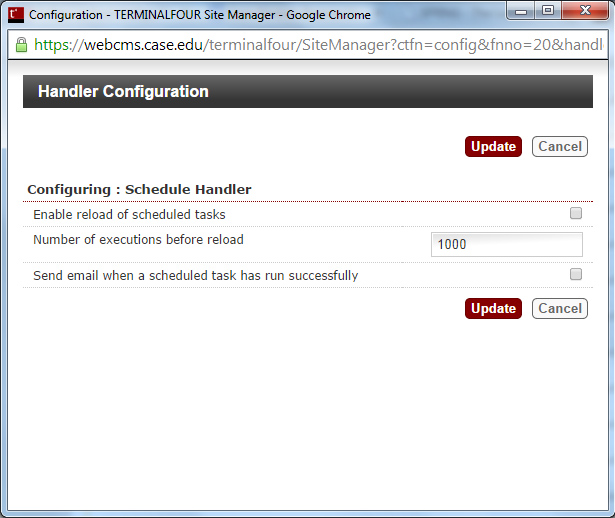 Configuration - TERMINALFOUR Site Manager - Google Chrome
https://webcms.case.edu/terminalfour/SiteManager?ctfn=config&fnno=20&handl
Handler Configuration
Update Cancel
Configuring : Schedule Handler
Enable reload of scheduled tasks
Number of executions before reload 1000
Send email when a scheduled task has run successfully
Update Cancel